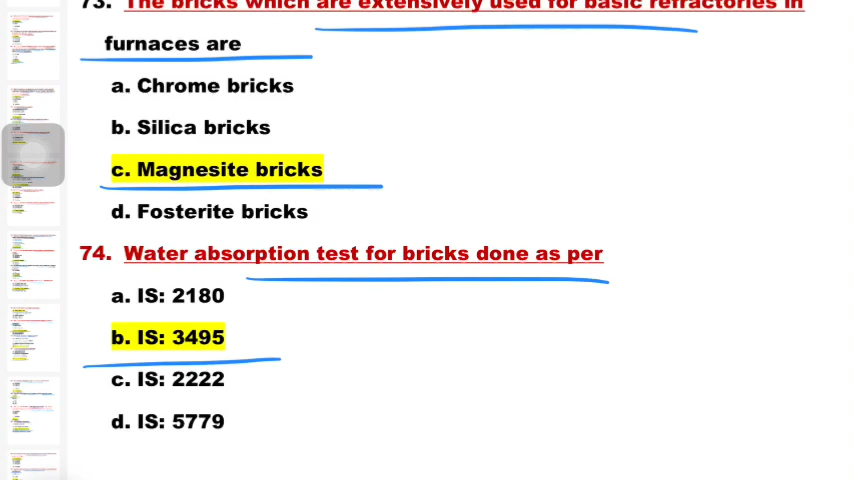 73. The bricks which are extensively used for basic refractories in
furnaces are
a. Chrome bricks
b. Silica bricks
c. Magnesite bricks
d. Fosterite bricks
74. Water absorption test for bricks done as per
a. IS: 2180
b. IS: 3495
c. IS: 2222
d. IS: 5779